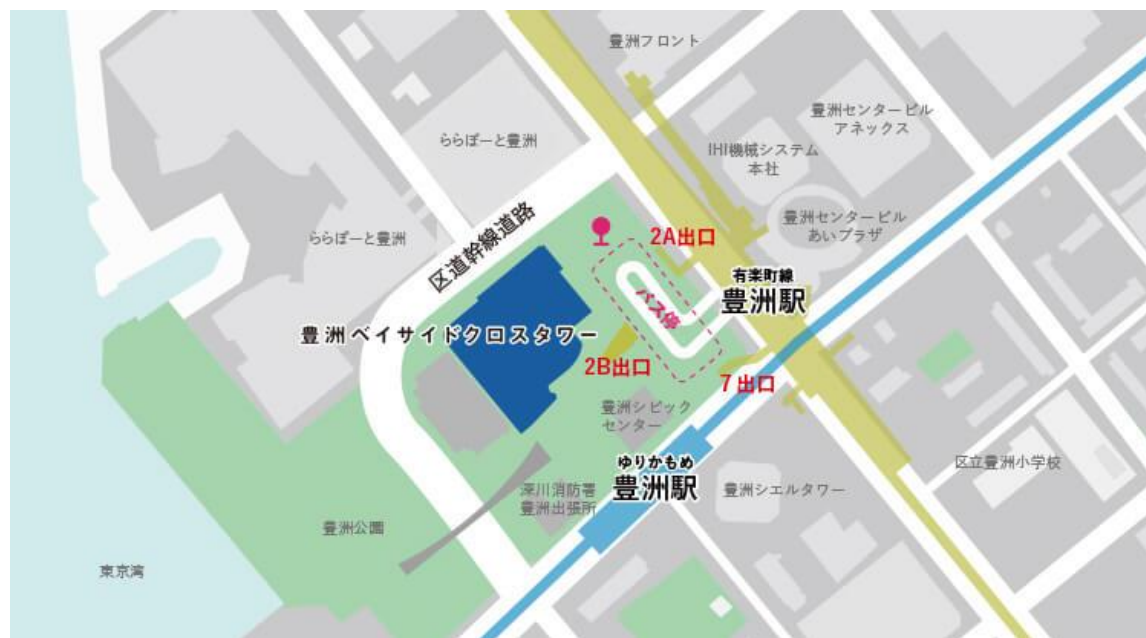 豊洲フロント
豊洲センタービル
アネックス
ららぽーと豊洲
IHI機械システム
本社
豊洲センタービル
あいプラザ
ららぽーと豊洲
区道幹線道路
2A出口
有楽町線
豊洲駅
バス停
豊洲ベイサイドクロスタワー
2B出口
7出口
豊洲シビック
センター
ゆりかもめ
豊洲駅
区立豊洲小学校
深川消防署
豊洲出張所
豊洲シエルタワー
豊洲公園
東京湾